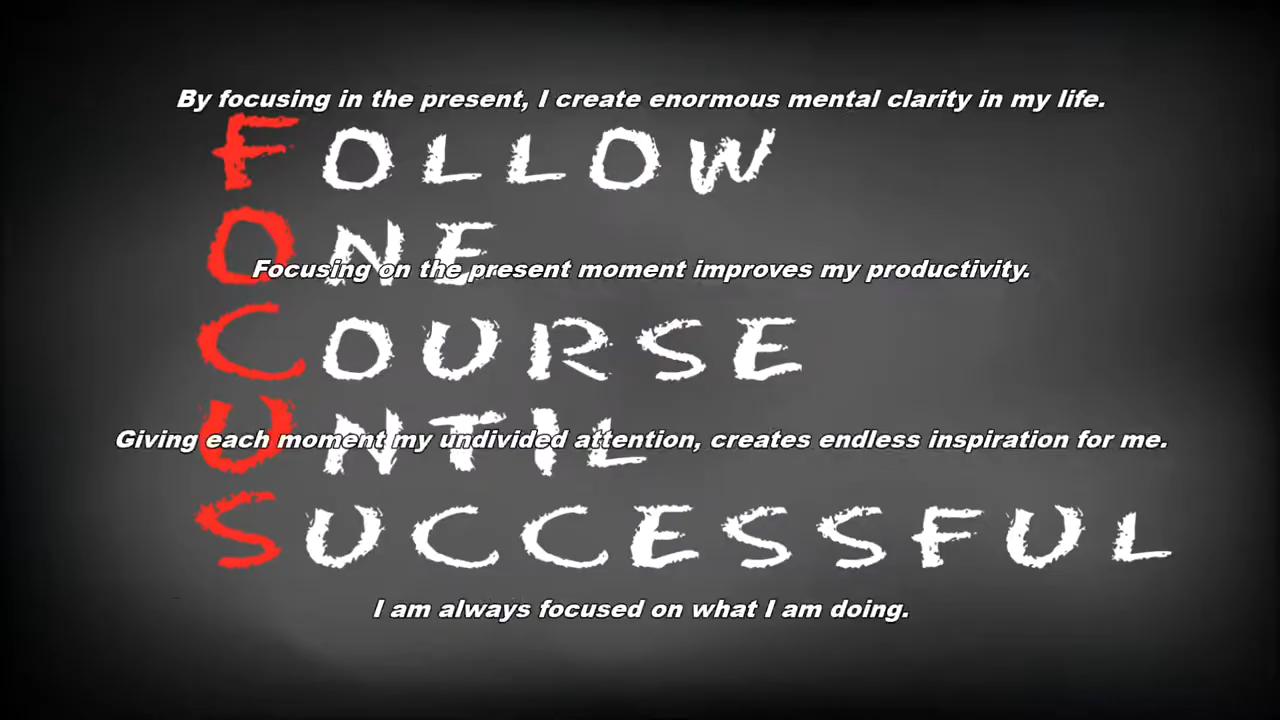 By focusing in the present, I create enormous mental clarity in my life.
FOLLOW
ONE
Focusing on the present moment improves my productivity.
COURSE
UNTIL
Giving each moment my undivided attention, creates endless inspiration for me.
SUCCESSFUL
I am always focused on what I am doing.